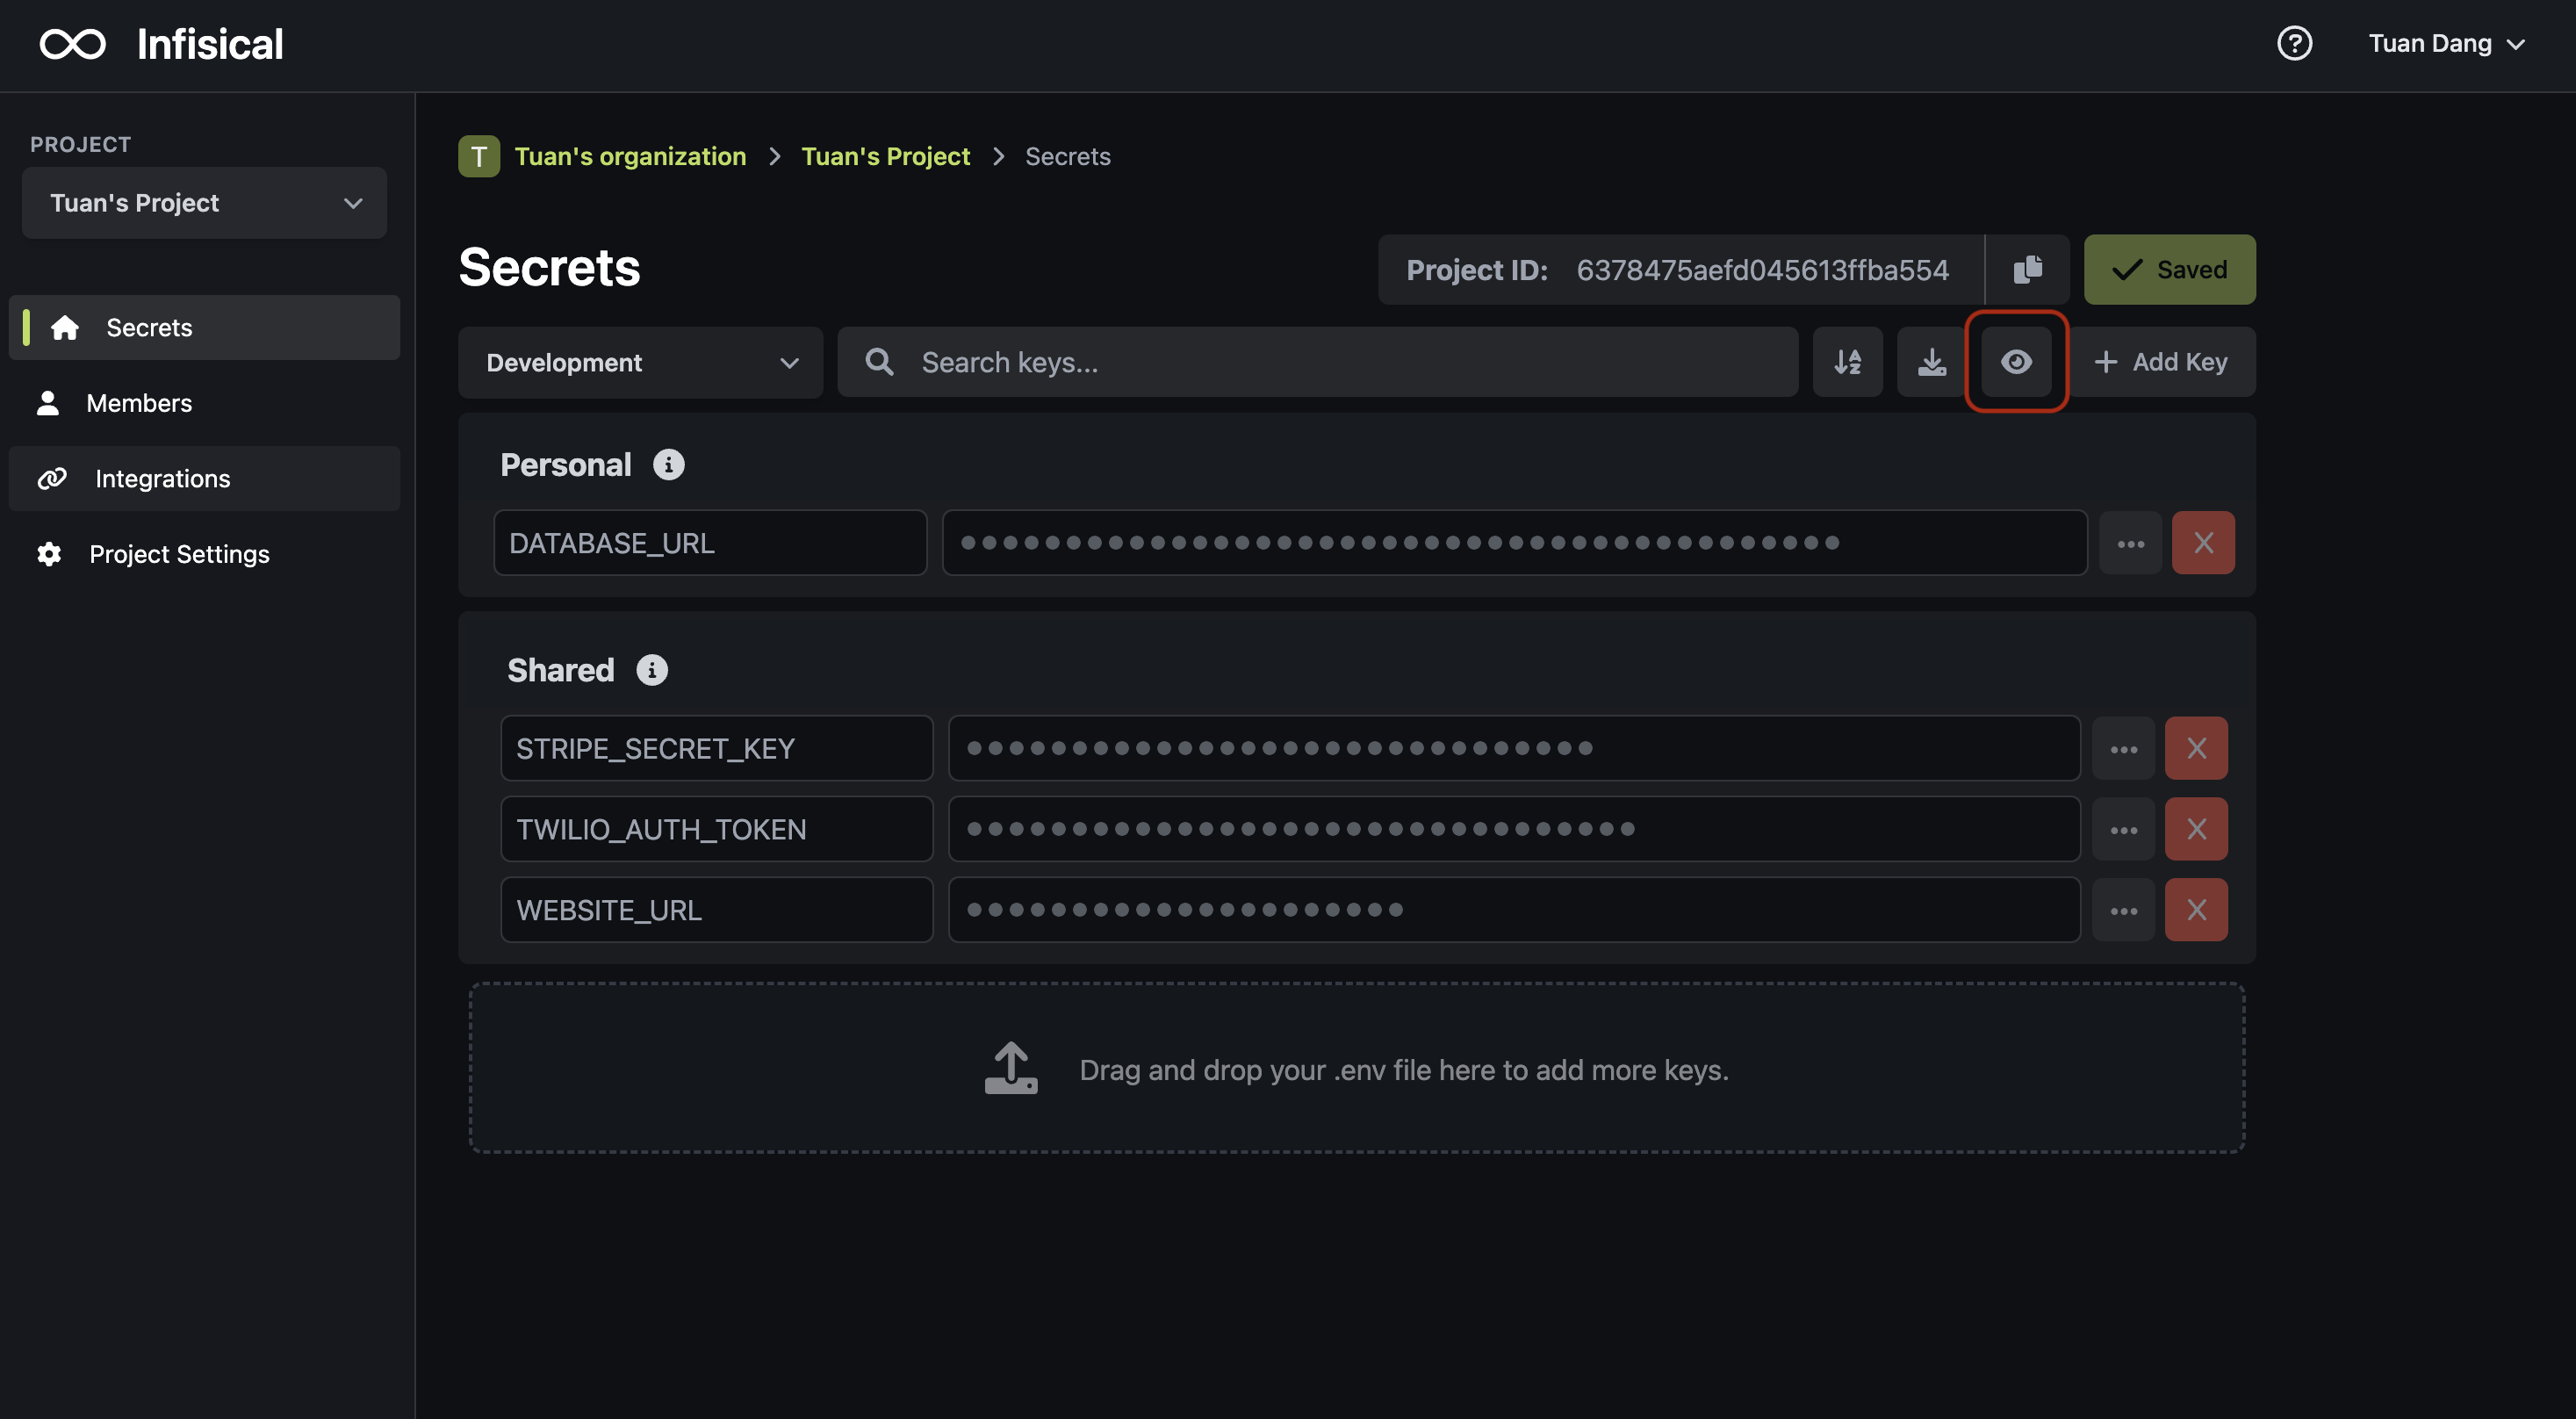 Infisical
Tuan Dang
PROJECT
Tuan's Project
Secrets
Members
Integrations
Project Settings
T Tuan's organization > Tuan's Project > Secrets
Secrets
Project ID: 6378475aefd045613ffba554
Saved
Development
Search keys...
Add Key
Personal
DATABASE_URL
Shared
STRIPE_SECRET_KEY
TWILIO_AUTH_TOKEN
WEBSITE_URL
Drag and drop your .env file here to add more keys.